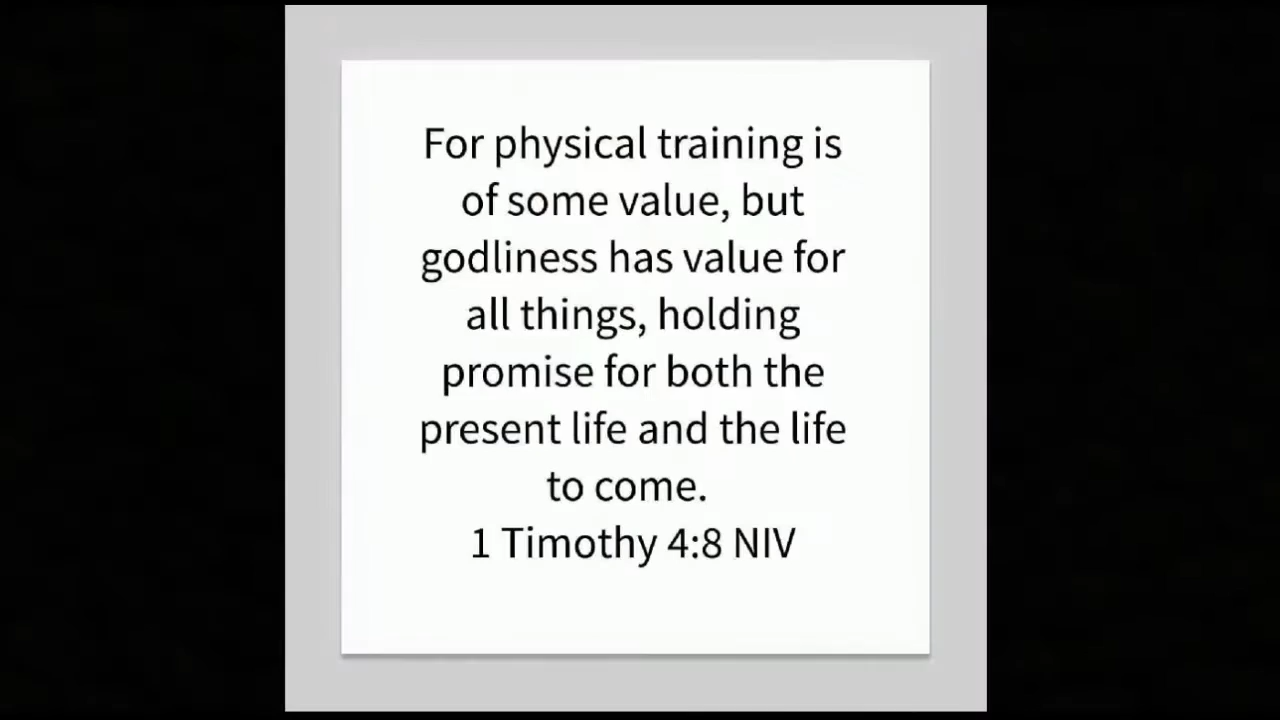 For physical training is
of some value, but
godliness has value for
all things, holding
promise for both the
present life and the life
to come.
1 Timothy 4:8 NIV